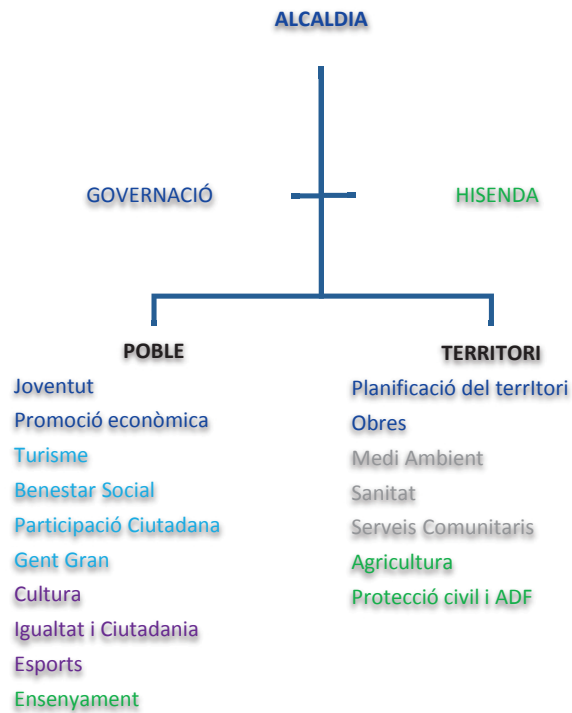 ALCALDIA
GOVERNACIÓ
HISENDA
POBLE
Joventut
Promoció econòmica
Turisme
Benestar Social
Participació Ciutadana
Gent Gran
Cultura
Igualtat i Ciutadania
Esports
Ensenyament
TERRITORI
Planificació del terrItori
Obres
Medi Ambient
Sanitat
Serveis Comunitaris
Agricultura
Protecció civil i ADF